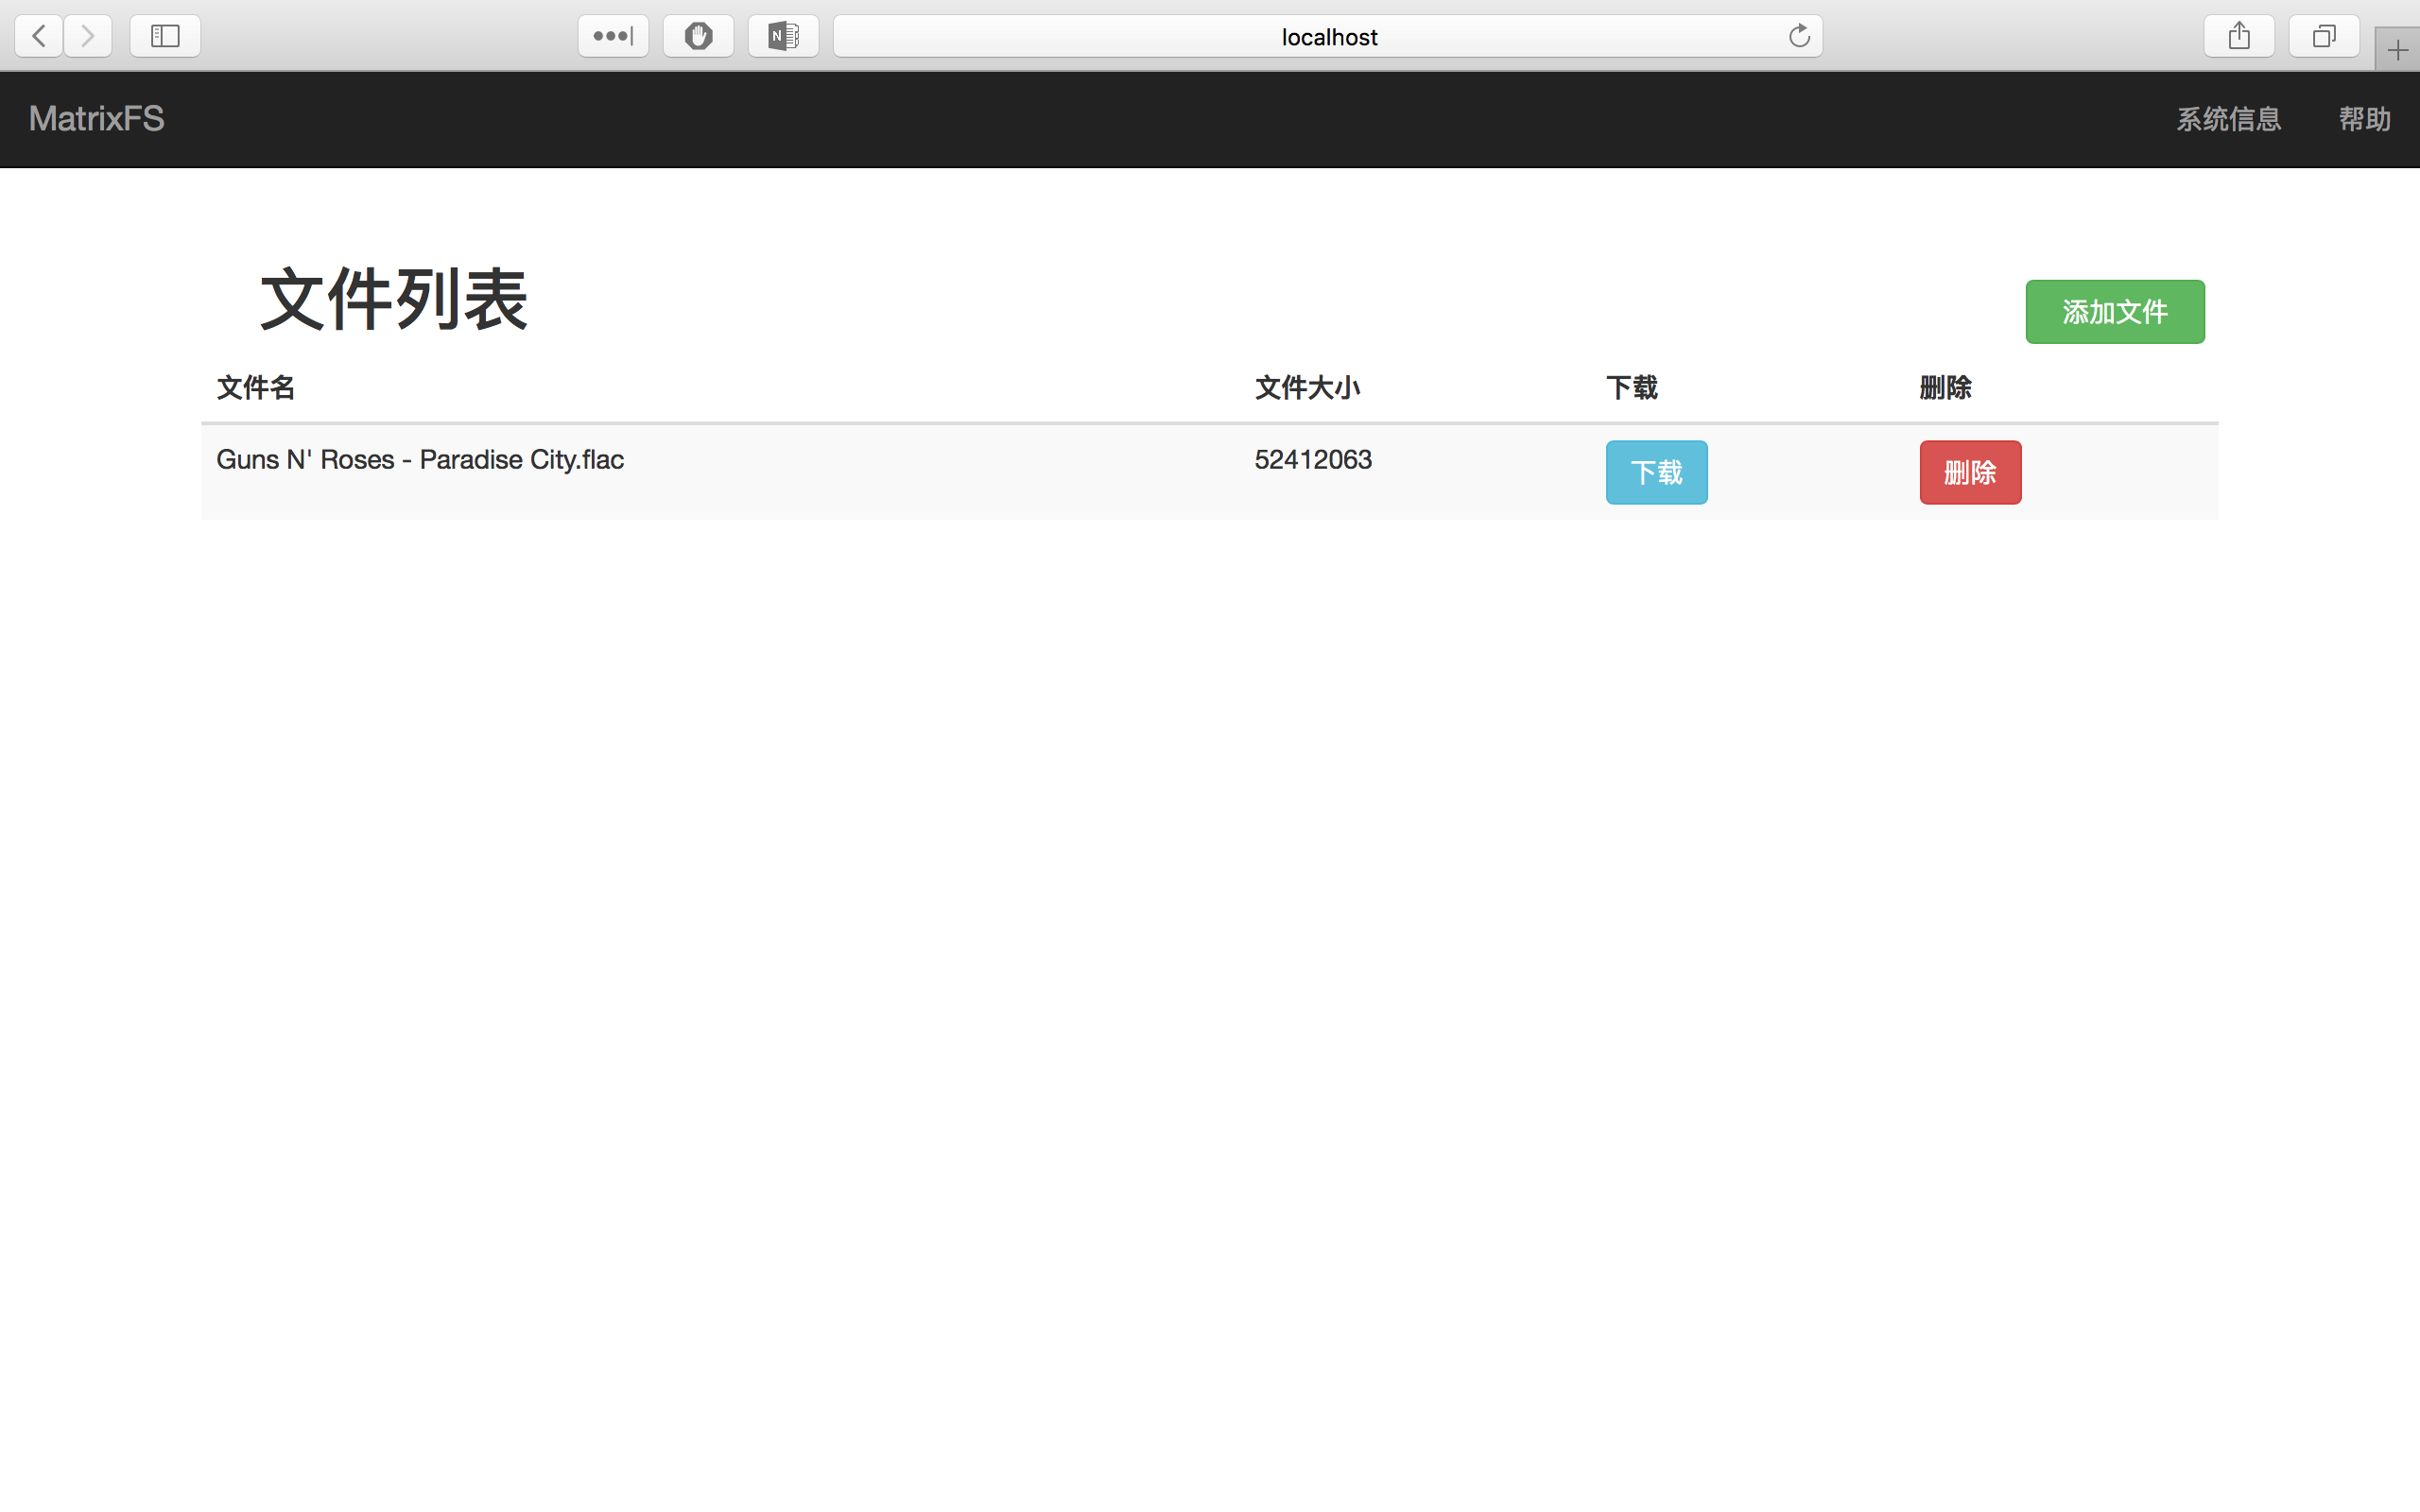 localhost
MatrixFS 系统信息 帮助
文件列表
添加文件
文件名 文件大小 下载 删除
Guns N' Roses - Paradise City.flac 52412063 下载 删除